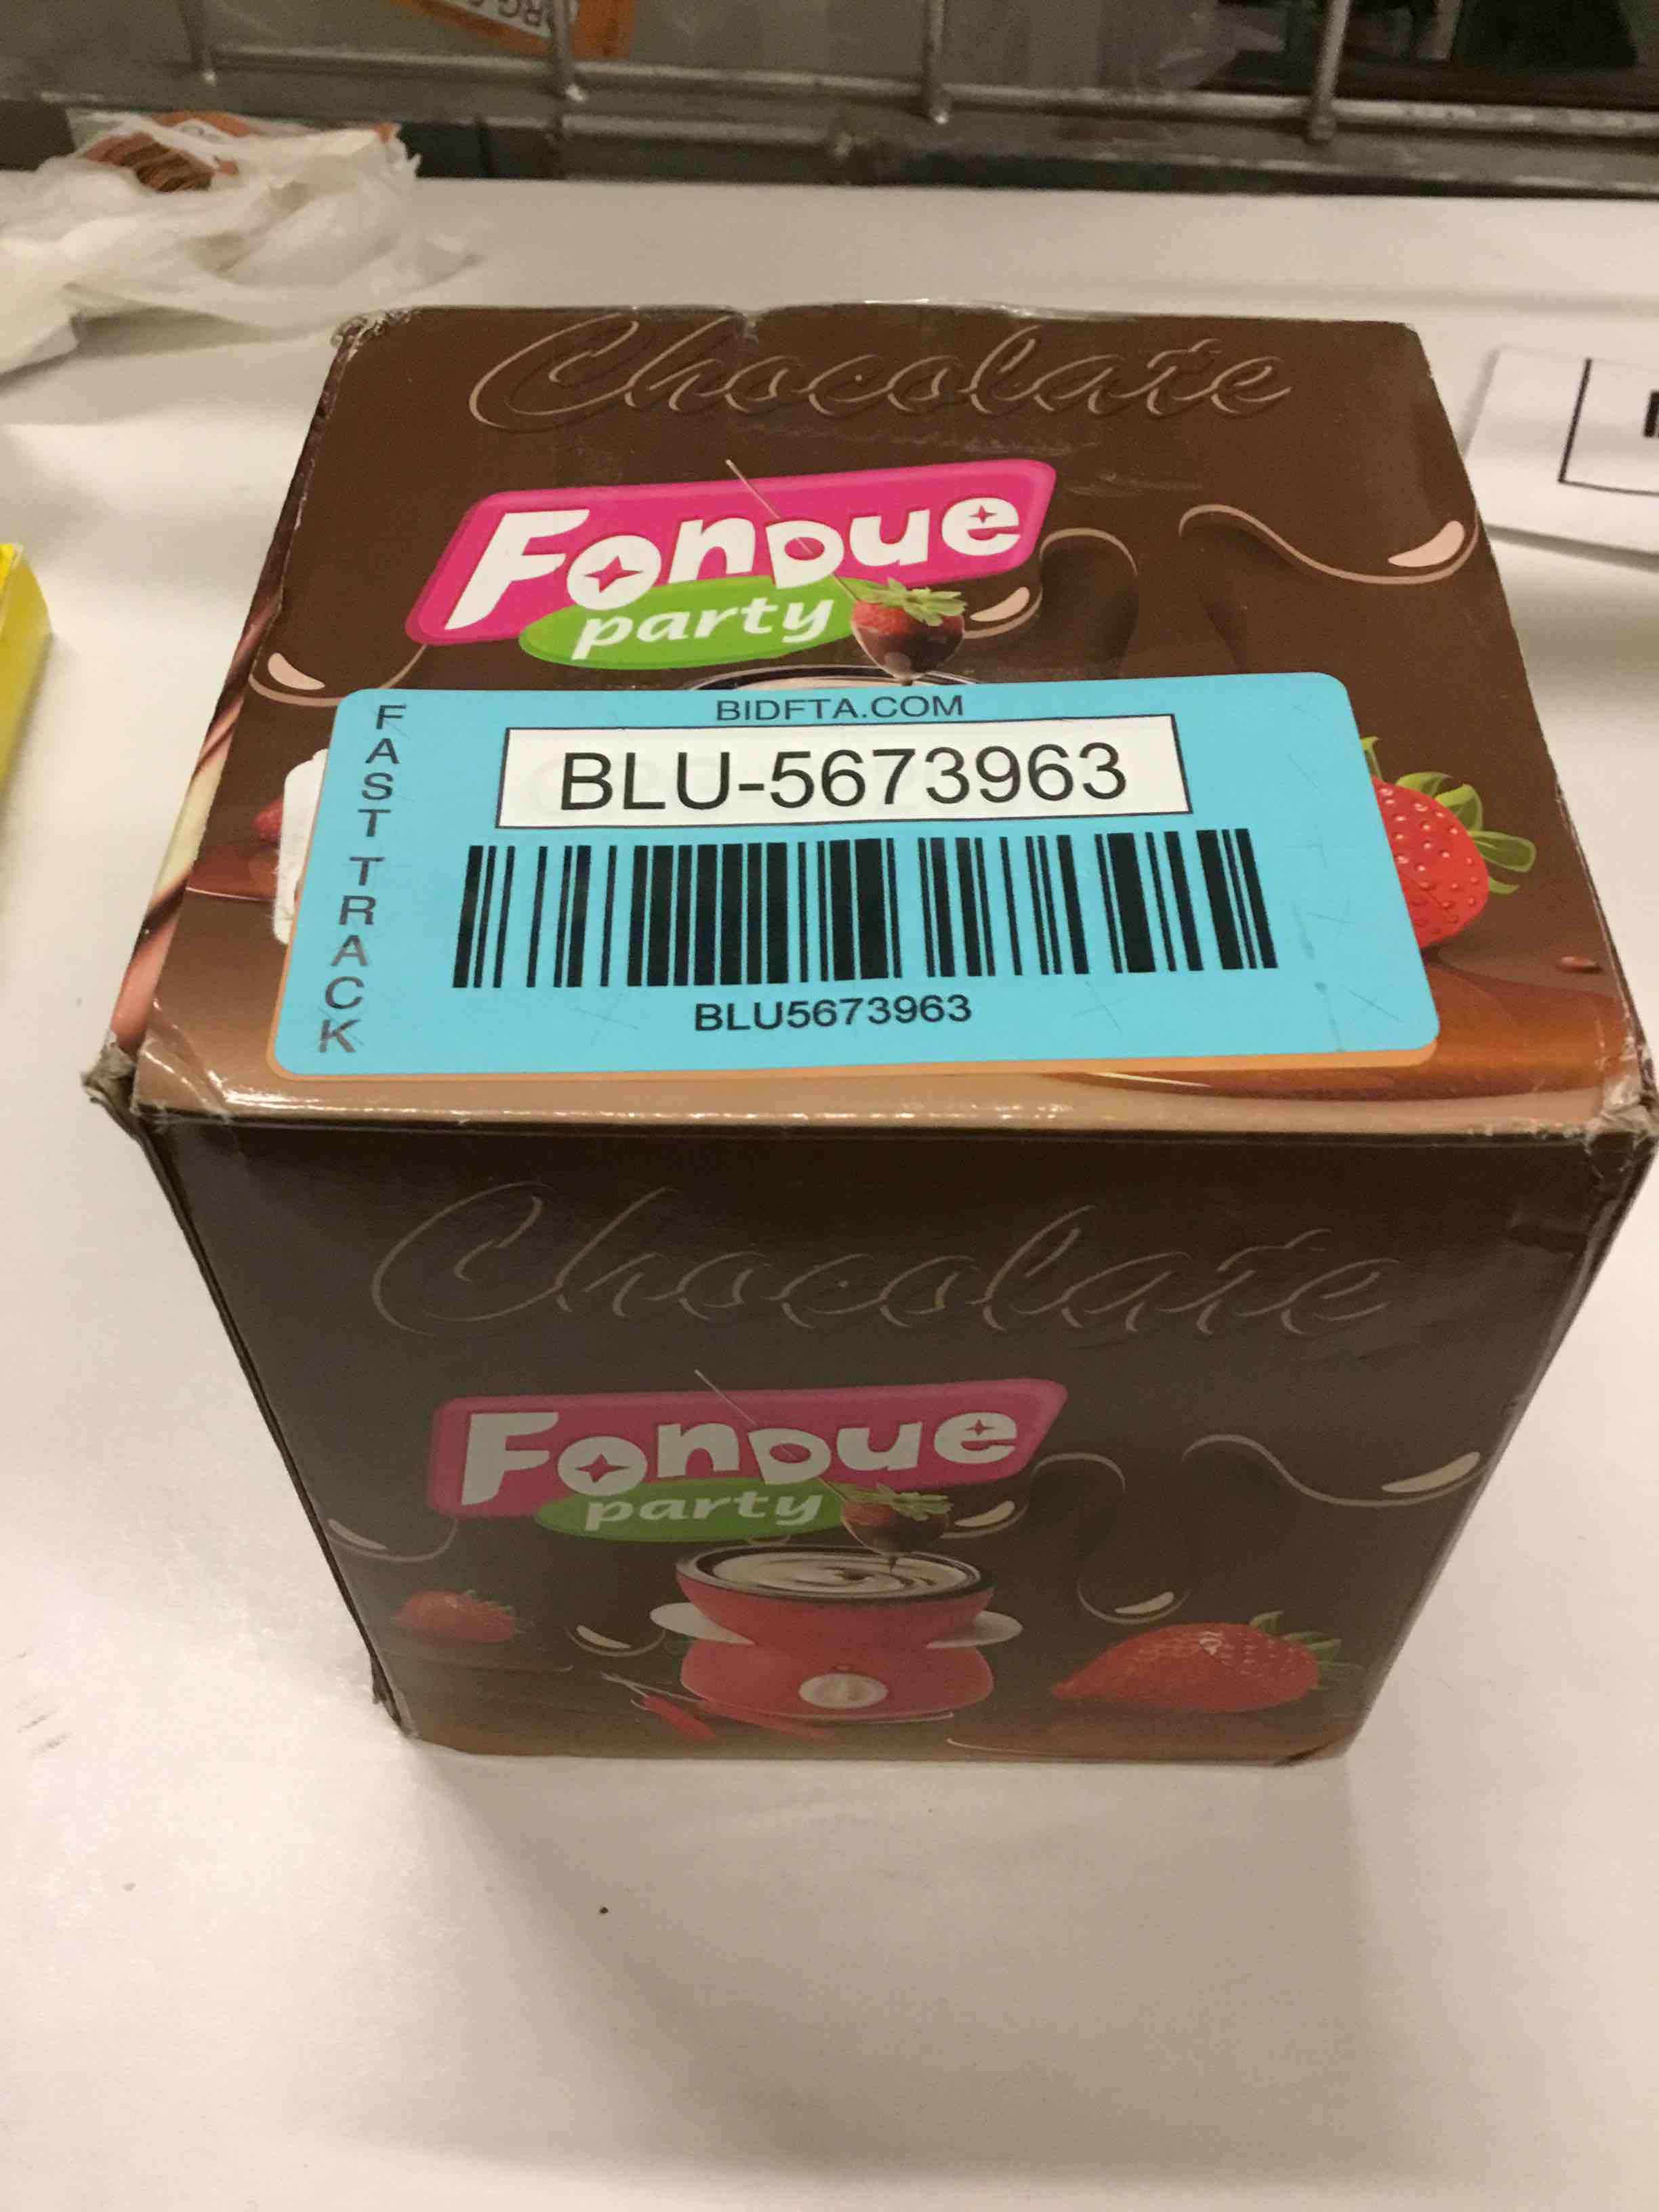 Chocolate
Fondue
party
BIDFTA.COM
FAST TRACK
BLU-5673963
BLU5673963
Chocolate
Fondue
party